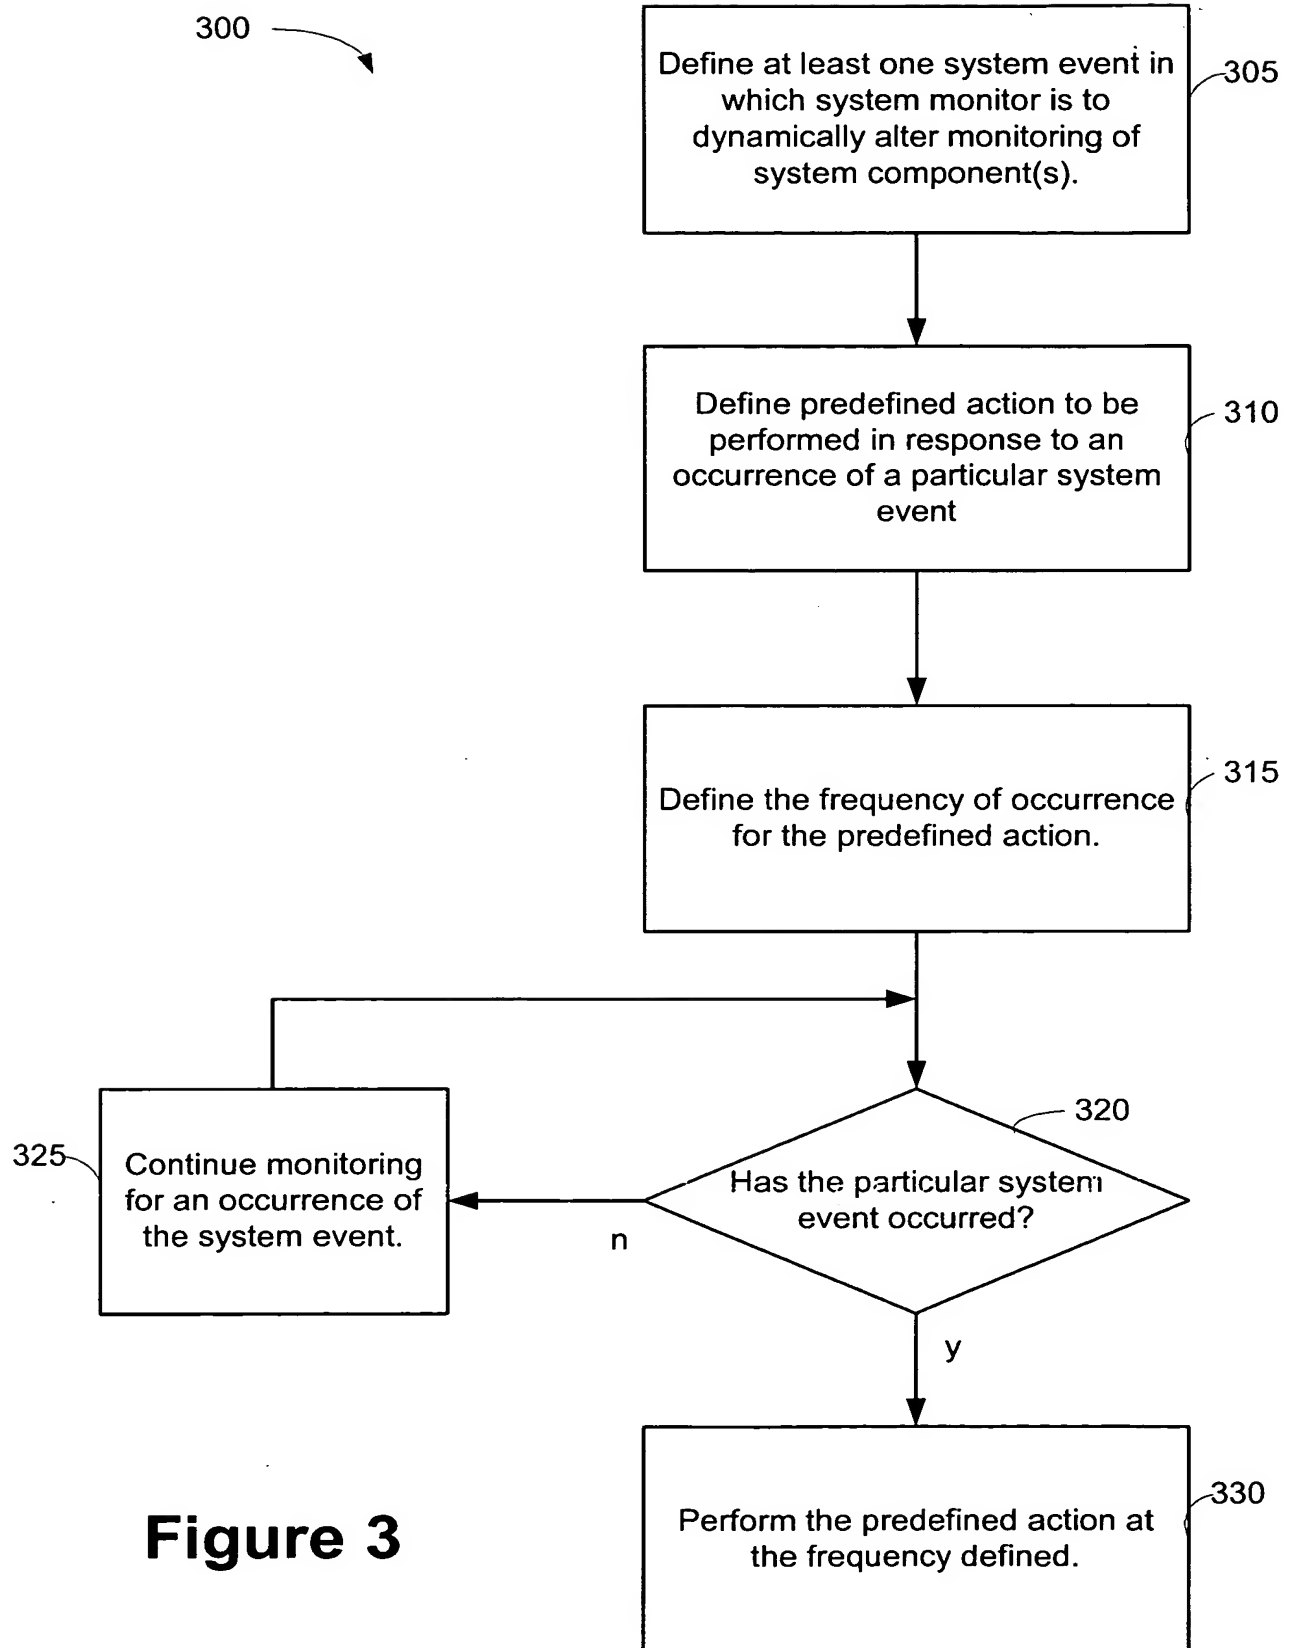 300
Define at least one system event in
which system monitor is to
dynamically alter monitoring of
system component(s).
305
Define predefined action to be
performed in response to an
occurrence of a particular system
event
310
Define the frequency of occurrence
for the predefined action.
315
320
Has the particular system
event occurred?
n
325
Continue monitoring
for an occurrence of
the system event.
y
330
Perform the predefined action at
the frequency defined.
Figure 3